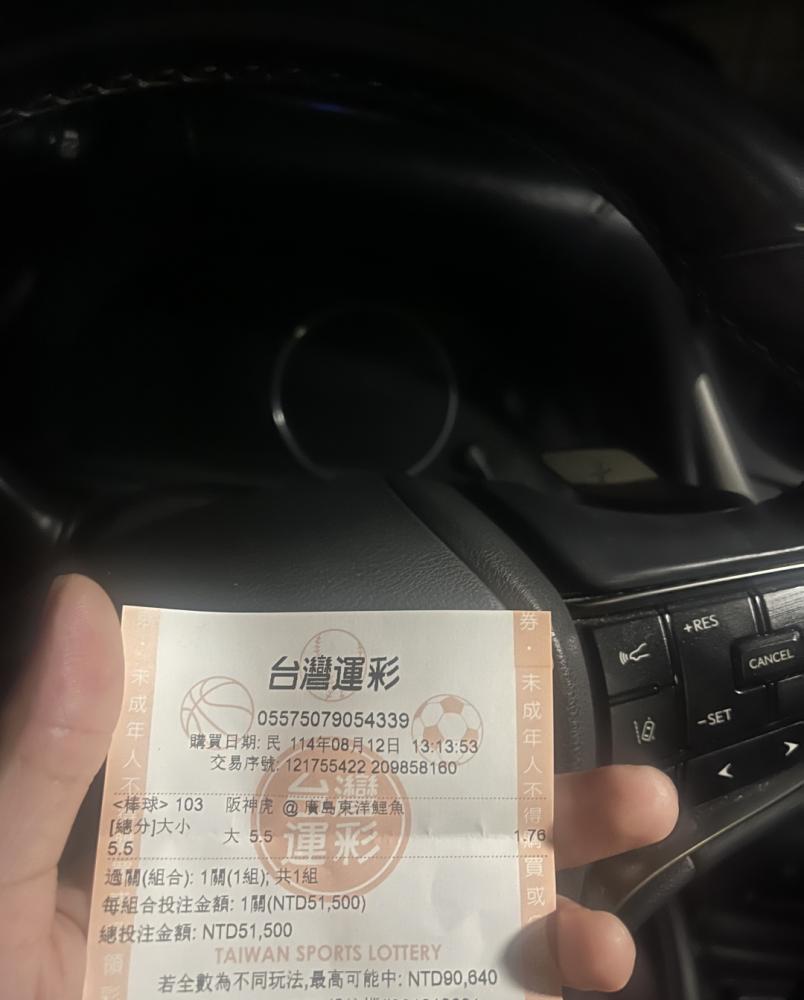 台灣運彩
05575079054339
購買日期: 民 114年08月12日 13:13:53
交易序號: 121755422 209858160
<棒球> 103 阪神虎 @ 廣島東洋鯉魚
[總分]大小 大 5.5 1.76
5.5
過關(組合): 1關(1組), 共1組
每組合投注金額: 1關(NTD51,500)
總投注金額: NTD51,500
TAIWAN SPORTS LOTTERY
若全數為不同玩法,最高可能中: NTD90,640
台灣
運彩
券・未成年人不得購買或
・未成年人不
領
+RES
CANCEL
-SET